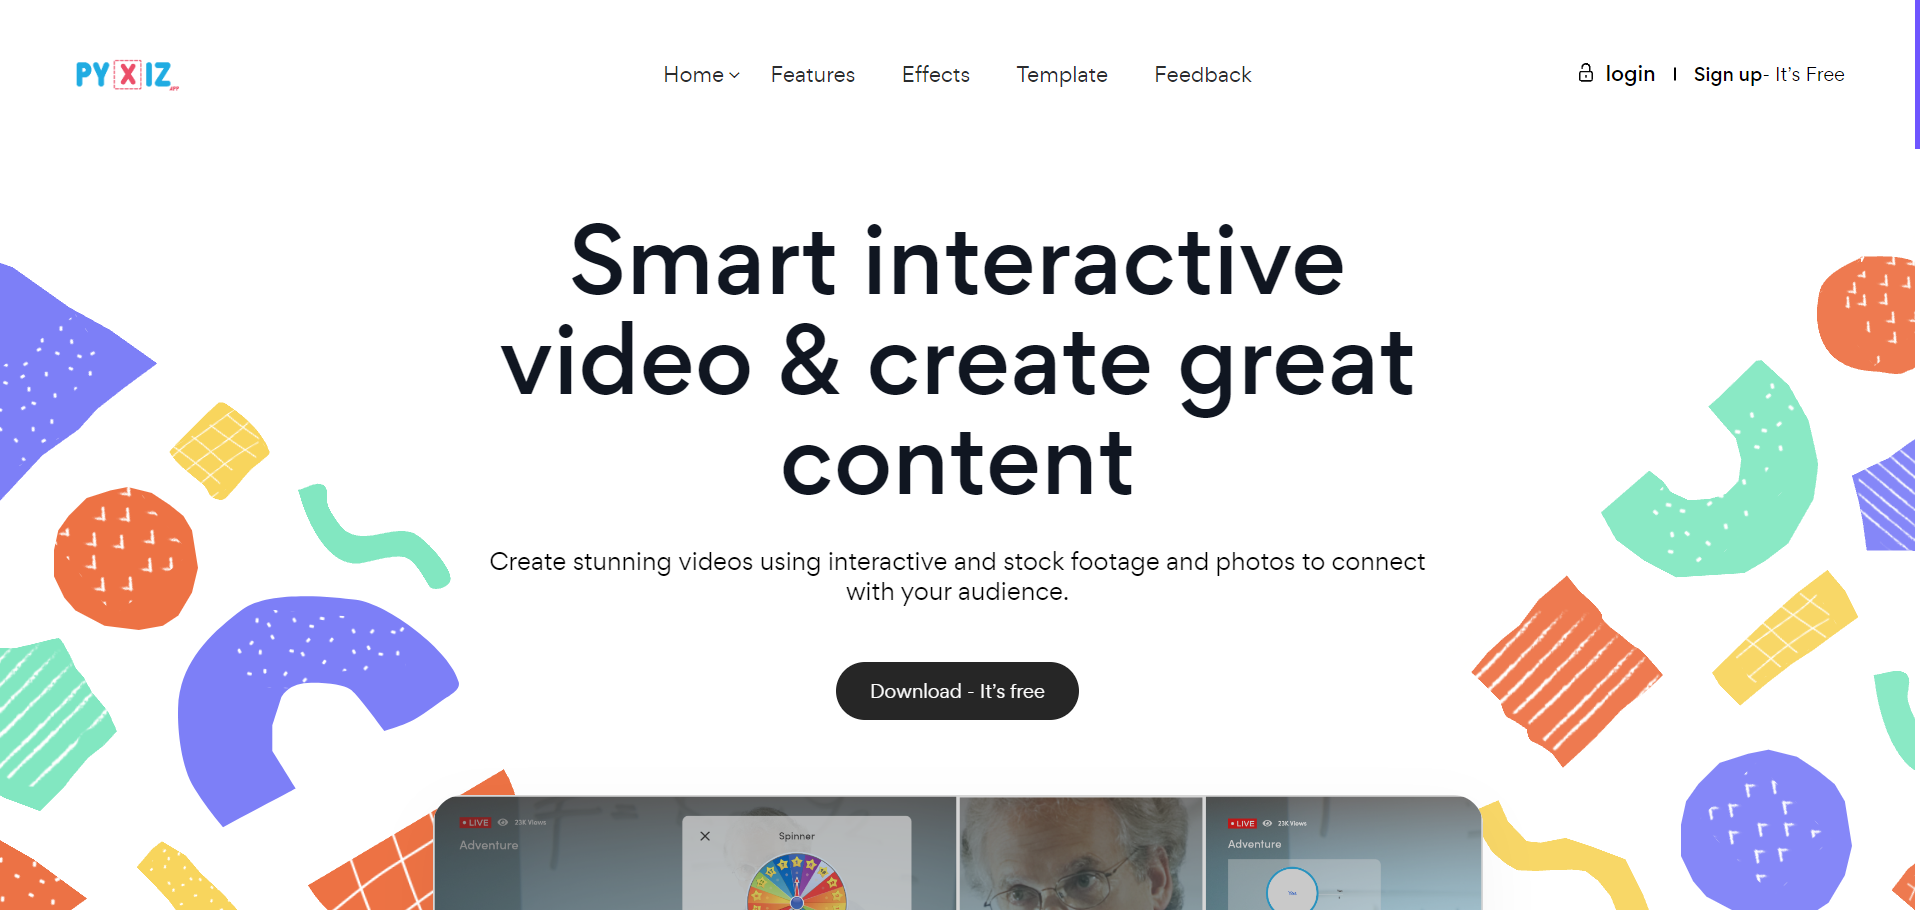 PYXIZ
APP
Home
Features
Effects
Template
Feedback
login
Sign up- It's Free
Smart interactive
video & create great
content
Create stunning videos using interactive and stock footage and photos to connect
with your audience.
Download - It's free
LIVE 23K Views
Adventure
Spinner
LIVE 23K Views
Adventure
Yes